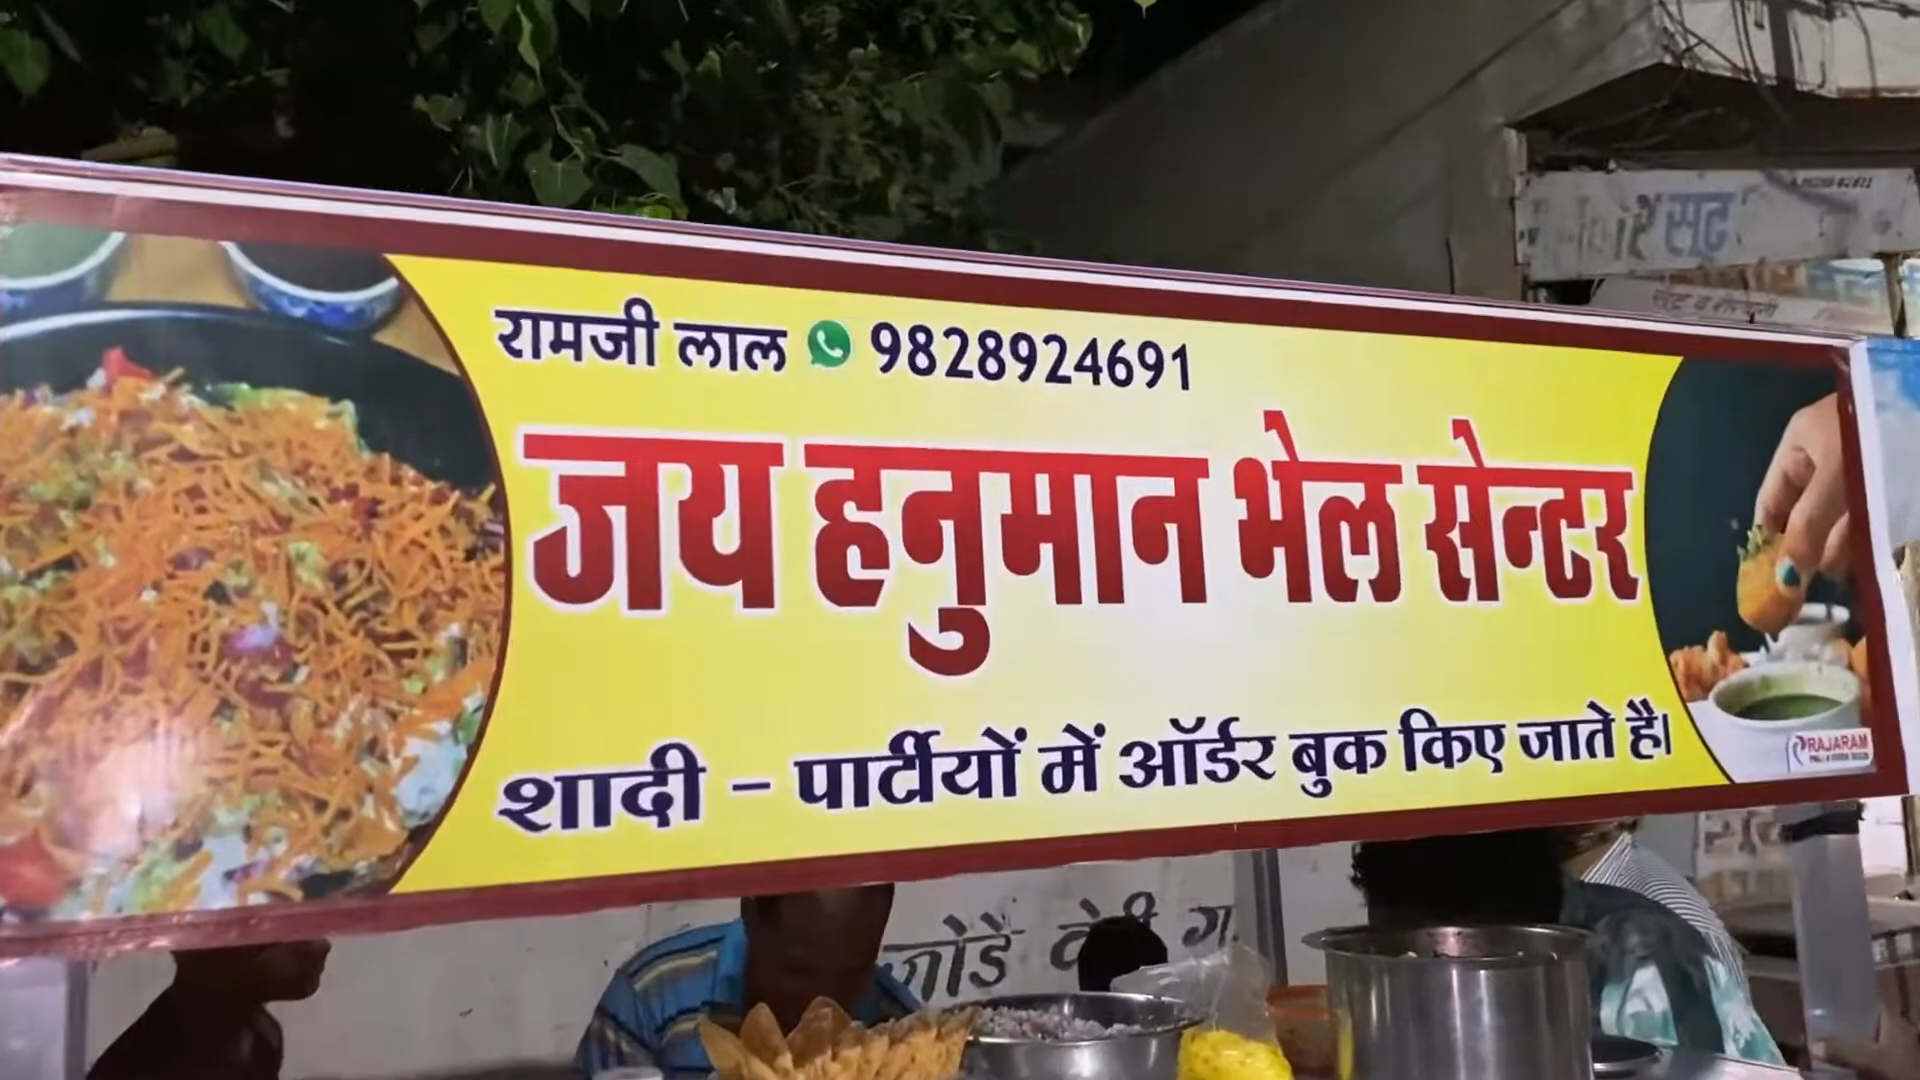 रामजी लाल 9828924691
जय हनुमान भेल सेन्टर
शादी - पार्टीयों में ऑर्डर बुक किए जाते है।
RAJARAM